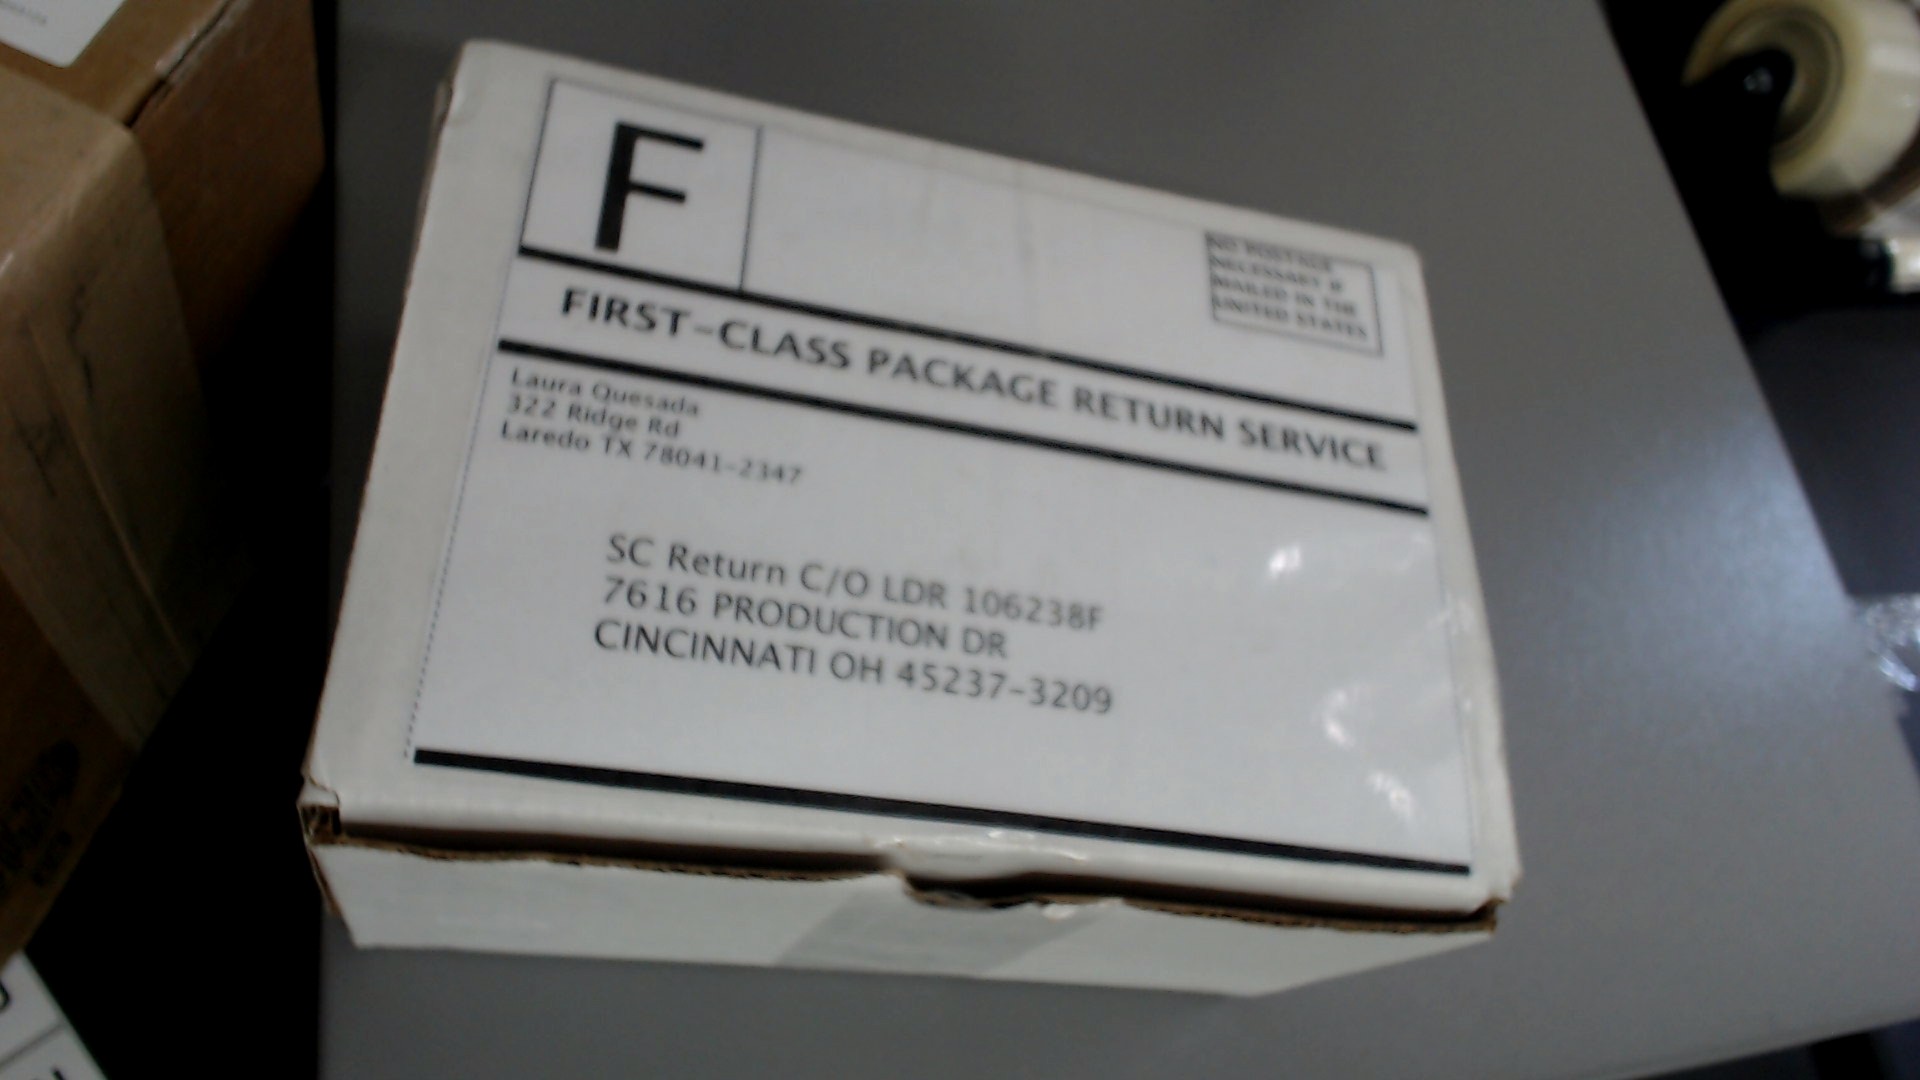 F
NO POSTAGE
NECESSARY IF
MAILED IN THE
UNITED STATES
FIRST-CLASS PACKAGE RETURN SERVICE
Laura Quesada
322 Ridge Rd
Laredo TX 78041-2347
SC Return C/O LDR 106238F
7616 PRODUCTION DR
CINCINNATI OH 45237-3209